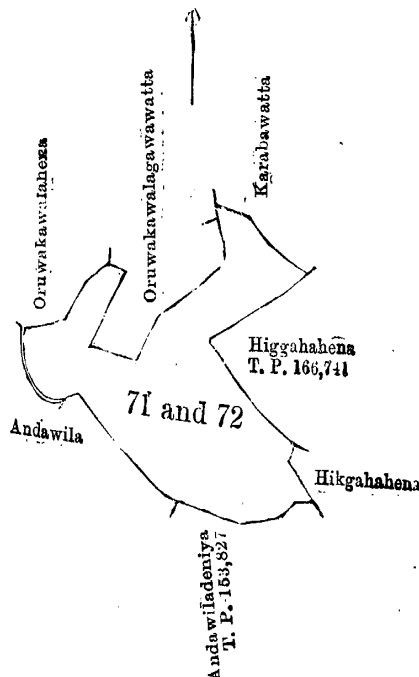 Oruwakawalahena
Oruwakawalagawawatta
Karabawatta
Higgahahena
T. P. 166,741
71 and 72
Andawila
Hikgahahena
Andawiladeniya
T. P. 153,827